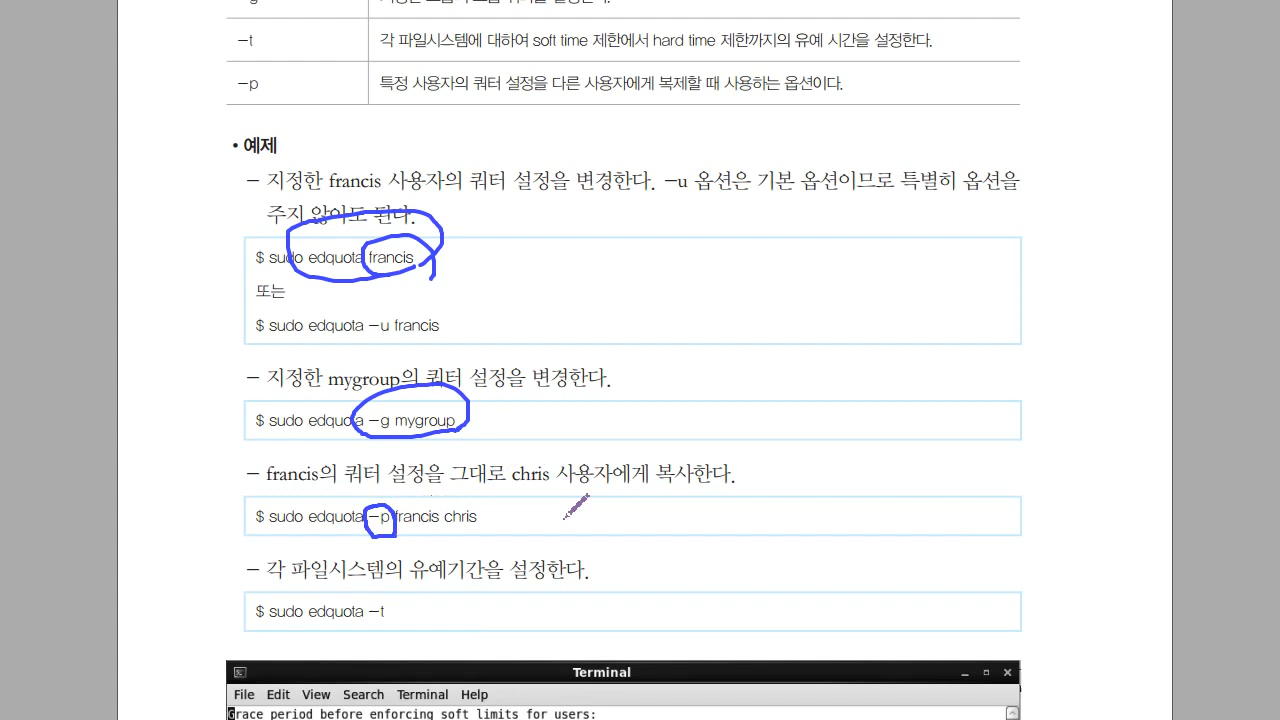 –t 각 파일시스템에 대하여 soft time 제한에서 hard time 제한까지의 유예 시간을 설정한다.
–p 특정 사용자의 쿼터 설정을 다른 사용자에게 복제할 때 사용하는 옵션이다.
• 예제
– 지정한 francis 사용자의 쿼터 설정을 변경한다. –u 옵션은 기본 옵션이므로 특별히 옵션을
주지 않아도 된다.
$ sudo edquota francis
또는
$ sudo edquota –u francis
– 지정한 mygroup의 쿼터 설정을 변경한다.
$ sudo edquota –g mygroup
– francis의 쿼터 설정을 그대로 chris 사용자에게 복사한다.
$ sudo edquota –p francis chris
– 각 파일시스템의 유예기간을 설정한다.
$ sudo edquota –t
Terminal
File Edit View Search Terminal Help
Grace period before enforcing soft limits for users: